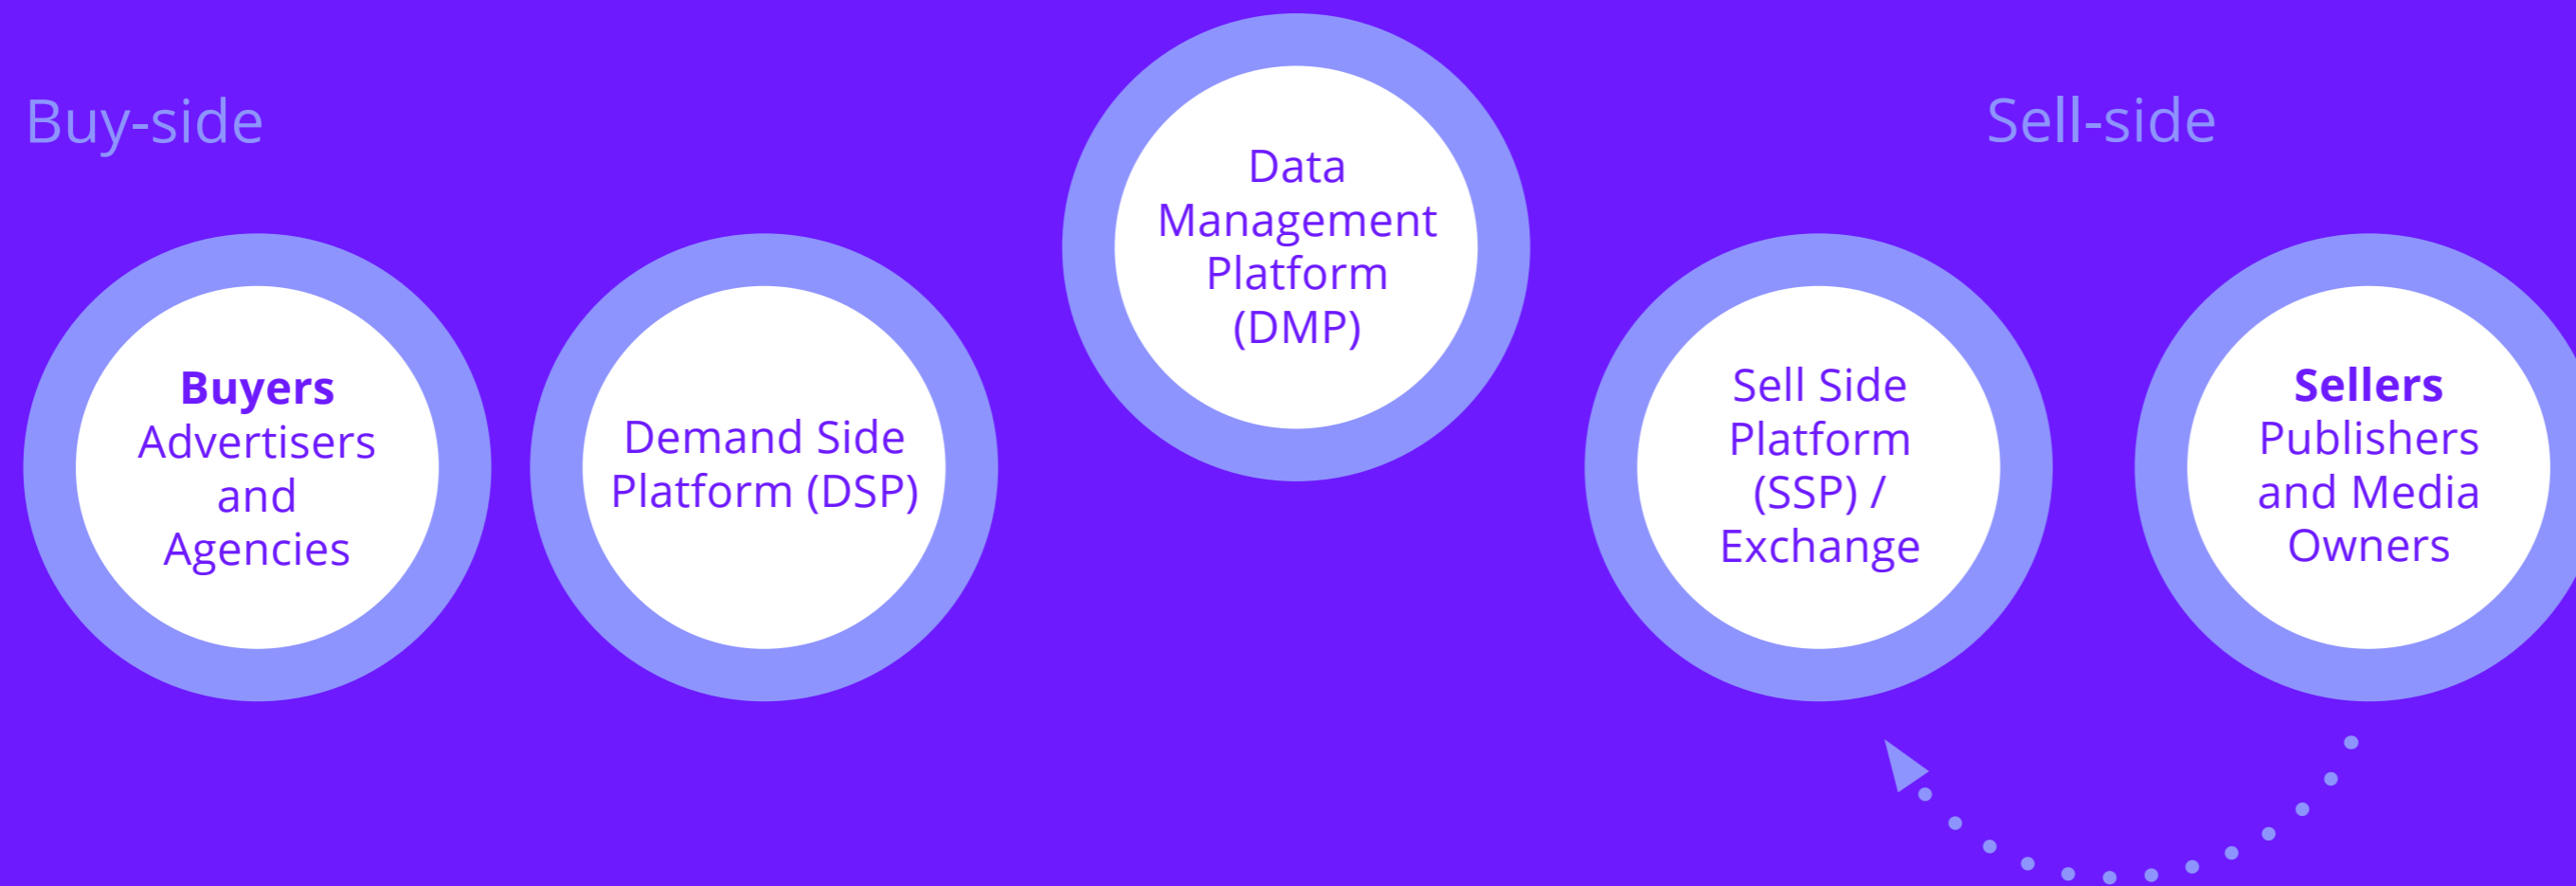 Buy-side
Sell-side
Buyers
Advertisers
and
Agencies
Demand Side
Platform (DSP)
Data
Management
Platform
(DMP)
Sell Side
Platform
(SSP) /
Exchange
Sellers
Publishers
and Media
Owners